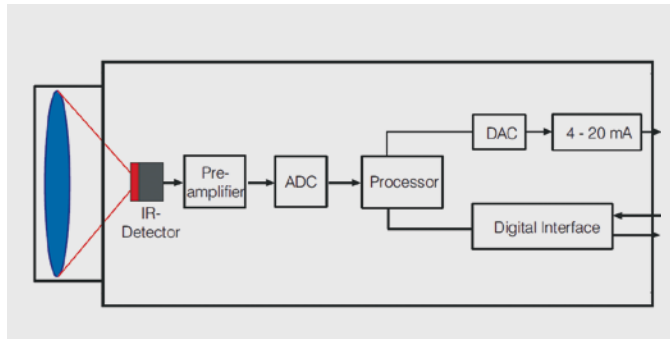 DAC
4 - 20 mA
Pre-
amplifier
ADC
Processor
IR-
Detector
Digital Interface